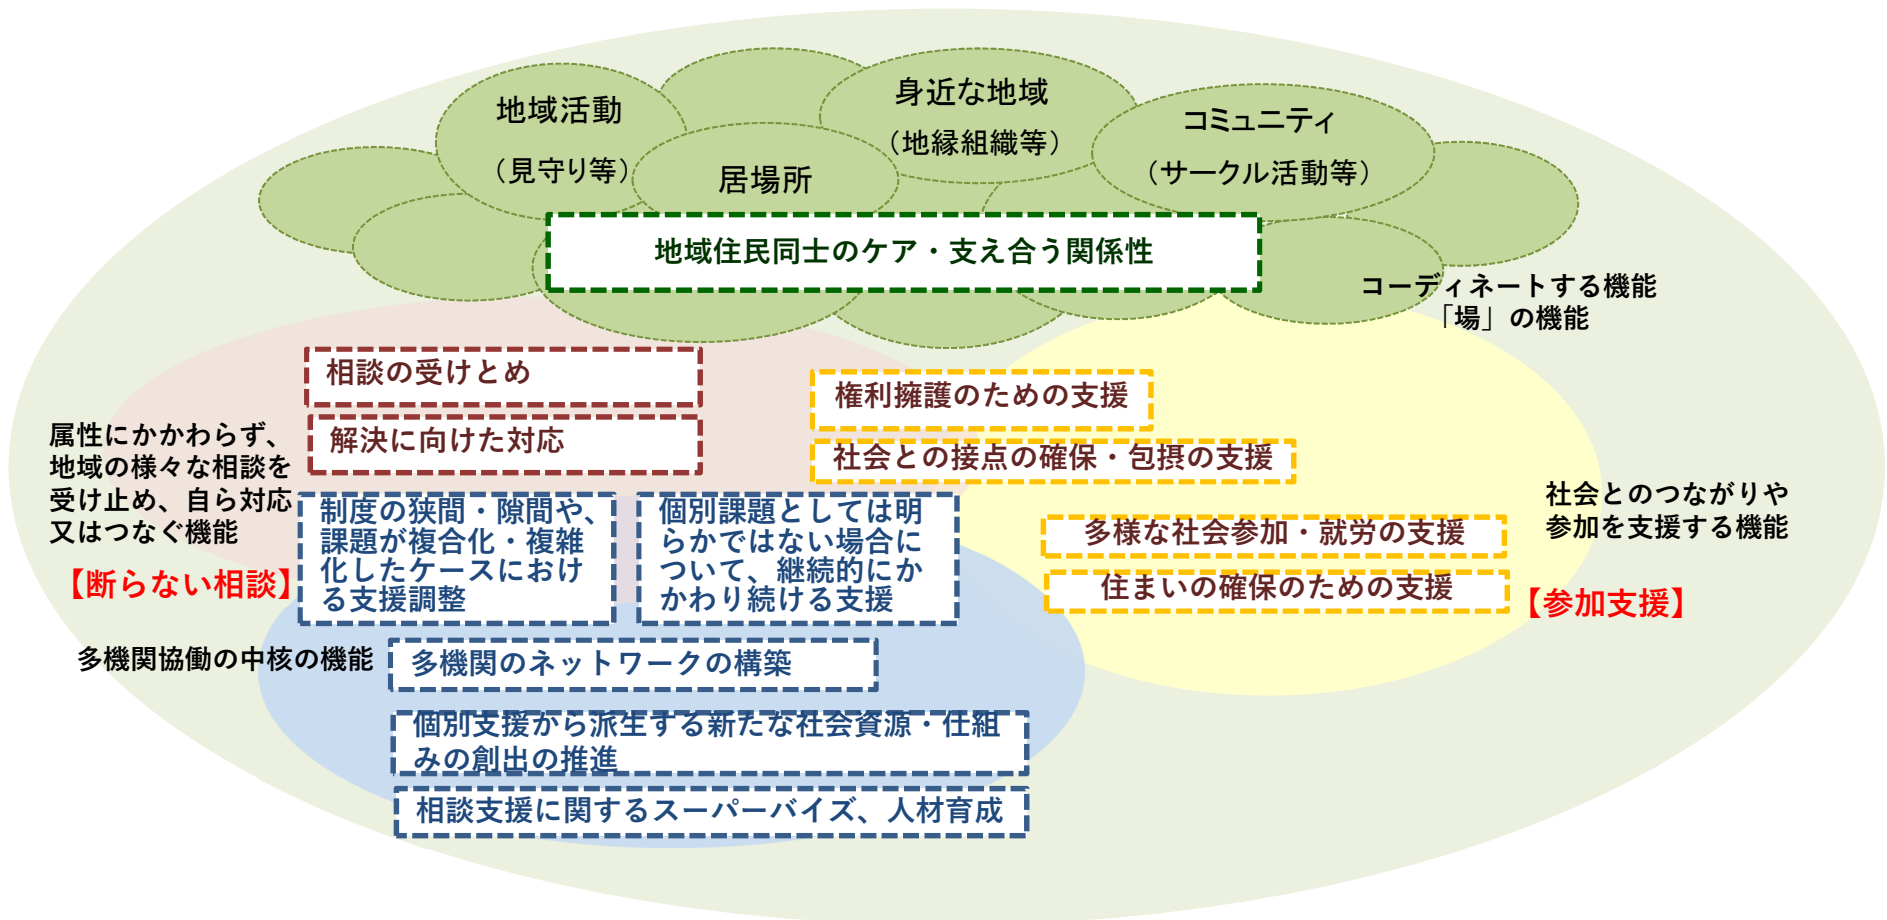 地域活動
（見守り等）
居場所
身近な地域
（地縁組織等）
コミュニティ
（サークル活動等）
地域住民同士のケア・支え合う関係性
コーディネートする機能
「場」の機能
相談の受けとめ
解決に向けた対応
権利擁護のための支援
社会との接点の確保・包摂の支援
属性にかかわらず、
地域の様々な相談を
受け止め、自ら対応
又はつなぐ機能
【断らない相談】
制度の狭間・隙間や、
課題が複合化・複雑
化したケースにおけ
る支援調整
個別課題としては明
らかではない場合に
ついて、継続的にか
かわり続ける支援
多様な社会参加・就労の支援
住まいの確保のための支援
社会とのつながりや
参加を支援する機能
【参加支援】
多機関協働の中核の機能
多機関のネットワークの構築
個別支援から派生する新たな社会資源・仕組
みの創出の推進
相談支援に関するスーパーバイズ、人材育成